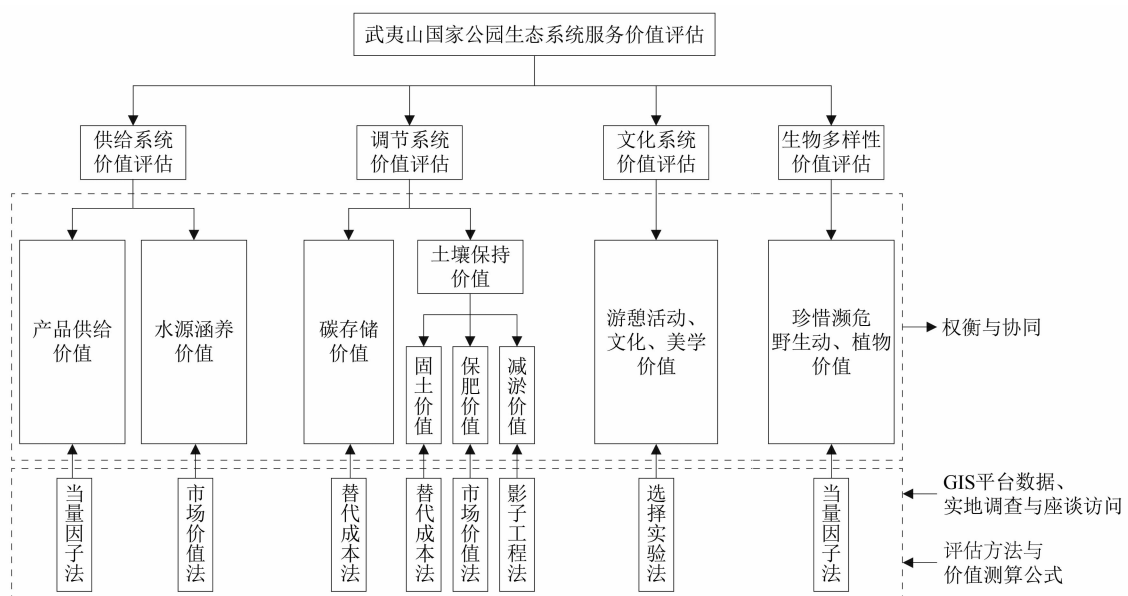 武夷山国家公园生态系统服务价值评估
供给系统
价值评估
调节系统
价值评估
文化系统
价值评估
生物多样性
价值评估
产品供给
价值
水源涵养
价值
碳存储
价值
土壤保持
价值
固土价值
保肥价值
减淤价值
游憩活动、
文化、美学
价值
珍惜濒危
野生动、植物
价值
权衡与协同
当量因子法
市场价值法
替代成本法
替代成本法
市场价值法
影子工程法
选择实验法
当量因子法
GIS平台数据、
实地调查与座谈访问
评估方法与
价值测算公式